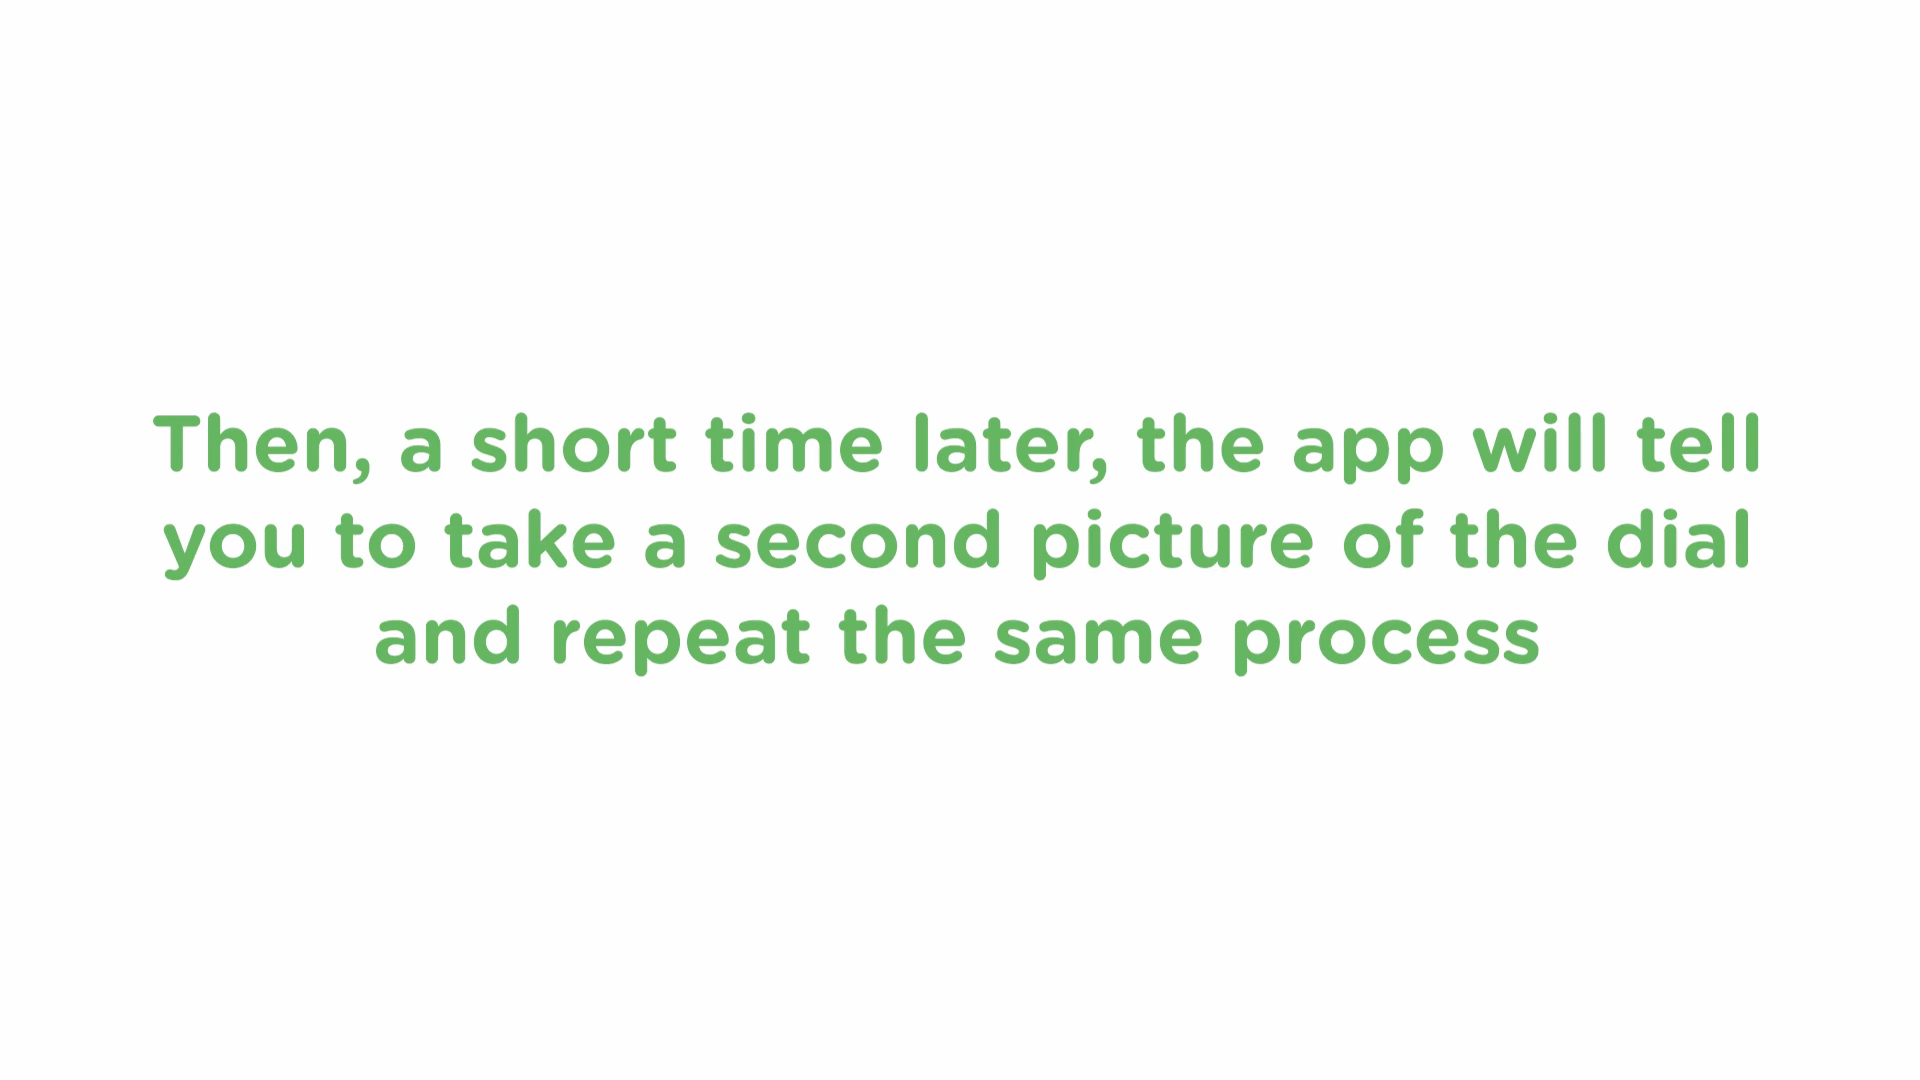 Then, a short time later, the app will tell
you to take a second picture of the dial
and repeat the same process